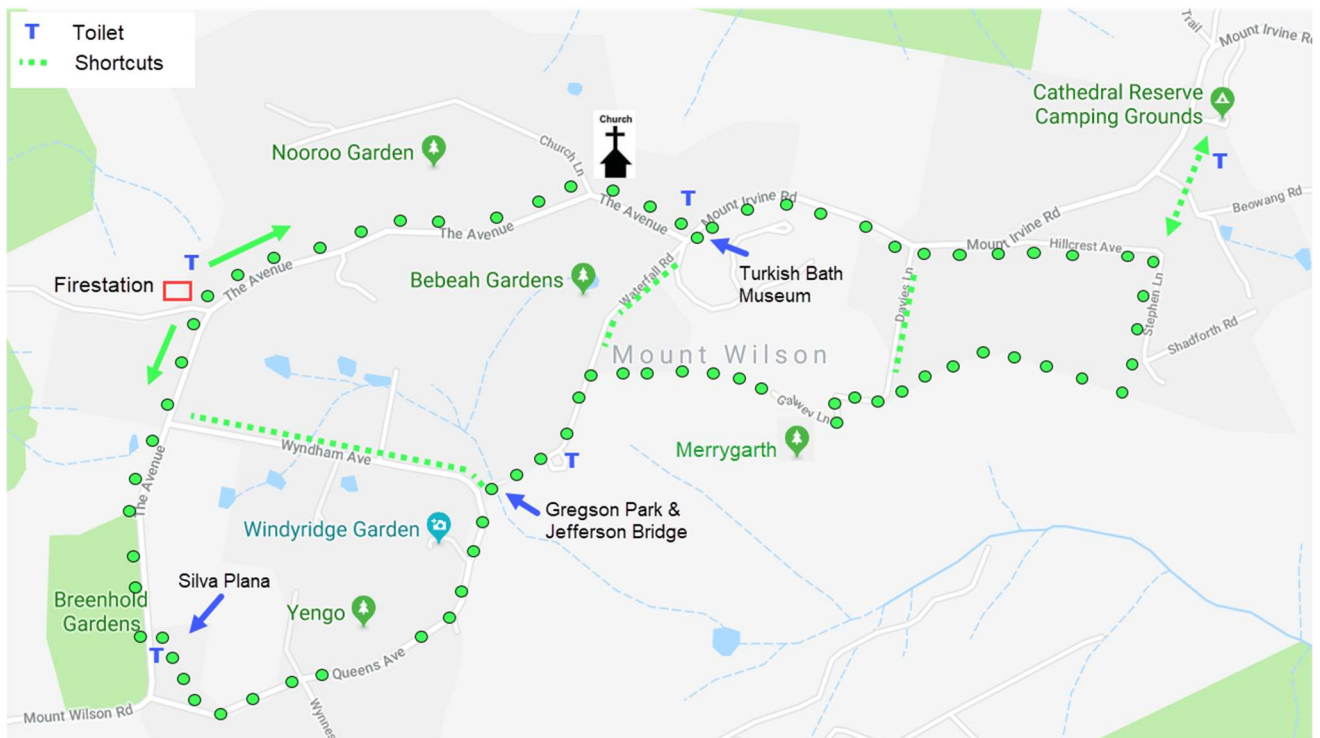 T Toilet
Shortcuts
Trail
Mount Irvine R
Cathedral Reserve
Camping Grounds
Church
Nooroo Garden
Church Ln
T
T
The Avenue
Mount Irvine Rd
Beowang Rd
The Avenue
Mount Irvine Rd
Hillcrest Ave
T
Firestation
The Avenue
Bebeah Gardens
Waterfall Rd
Turkish Bath
Museum
Davies Ln
Stephen Ln
Shadforth Rd
Mount Wilson
Galwey Ln
Merrygarth
Wyndham Ave
T
The Avenue
Windyridge Garden
Gregson Park &
Jefferson Bridge
Silva Plana
Breenhold
Gardens
Yengo
T
Queens Ave
Mount Wilson Rd
Wynnes